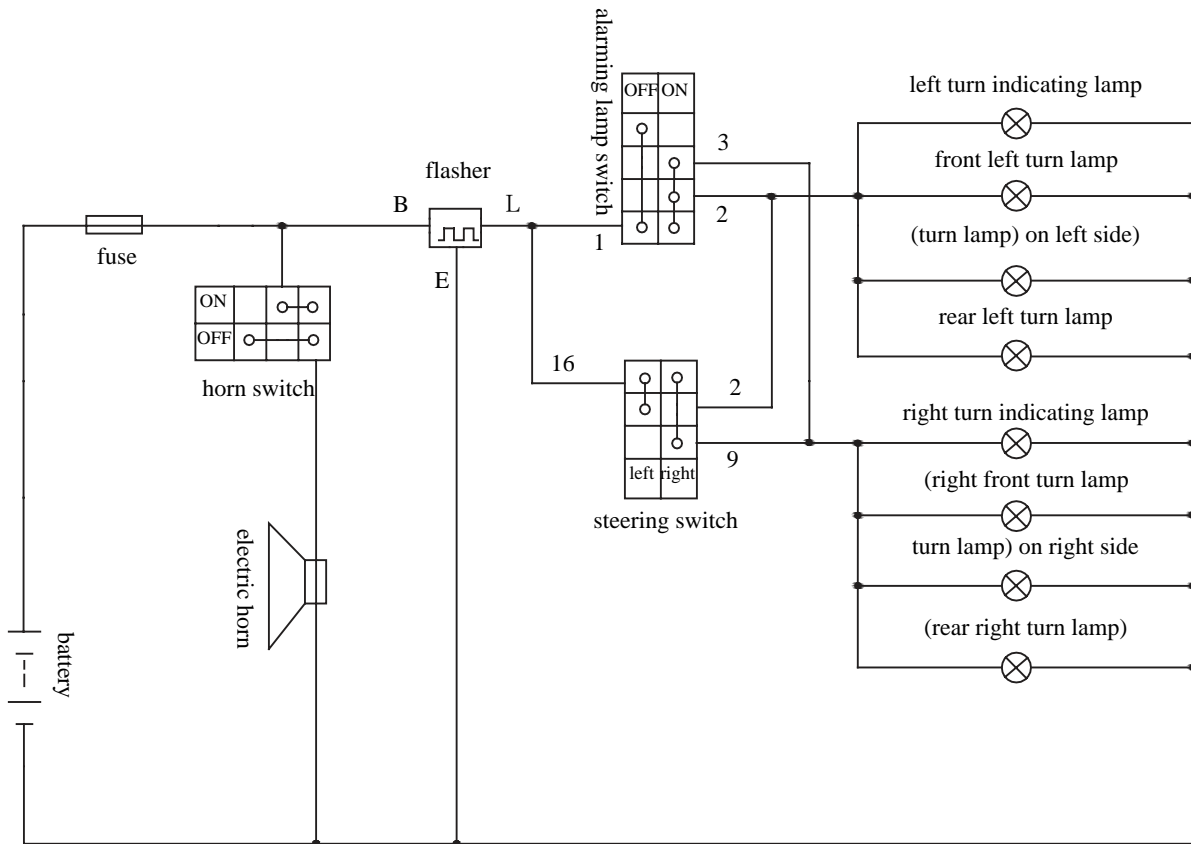 alarming lamp switch
OFF ON
left turn indicating lamp
3
front left turn lamp
flasher
B
L
2
1
(turn lamp) on left side)
fuse
E
ON
OFF
rear left turn lamp
16
horn switch
2
right turn indicating lamp
9
left right
(right front turn lamp
steering switch
electric horn
turn lamp) on right side
(rear right turn lamp)
battery